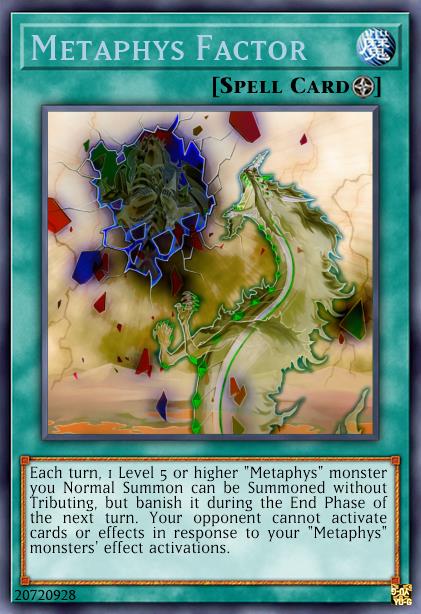 Metaphys Factor
魔
[Spell Card]
Each turn, 1 Level 5 or higher "Metaphys" monster
you Normal Summon can be Summoned without
Tributing, but banish it during the End Phase of
the next turn. Your opponent cannot activate
cards or effects in response to your "Metaphys"
monsters' effect activations.
20720928